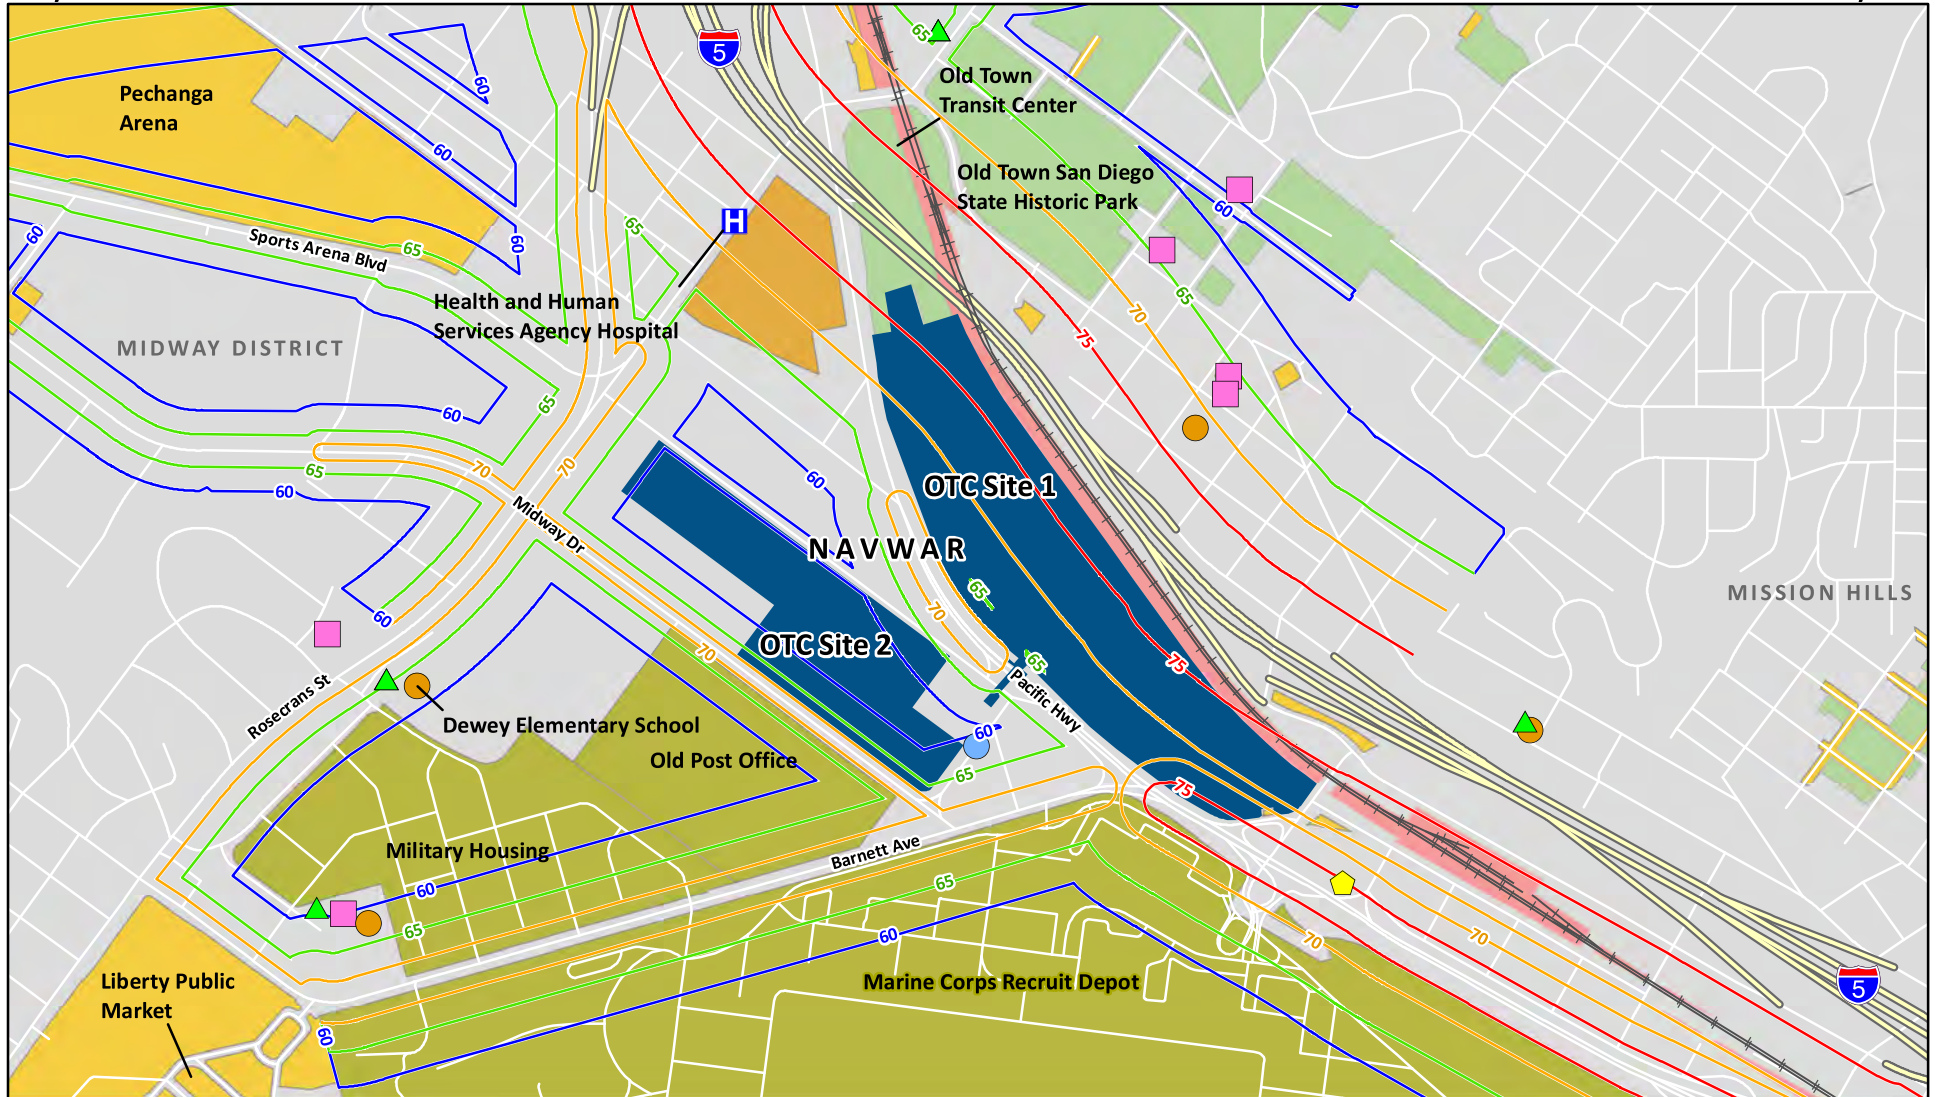 5
65
Old Town
Transit Center
Pechanga
Arena
60
60
Old Town San Diego
State Historic Park
60
H
65
60
Sports Arena Blvd
65
60
65
Health and Human
Services Agency Hospital
70
75
MIDWAY DISTRICT
60
65
70
70
65
60
60
OTC Site 1
Midway Dr
NAVWAR
65
70
MISSION HILLS
60
OTC Site 2
70
65
75
Rosecrans St
Pacific Hwy
Dewey Elementary School
60
Old Post Office
65
75
Military Housing
Barnett Ave
60
65
65
60
70
70
Liberty Public
Market
Marine Corps Recruit Depot
5
60